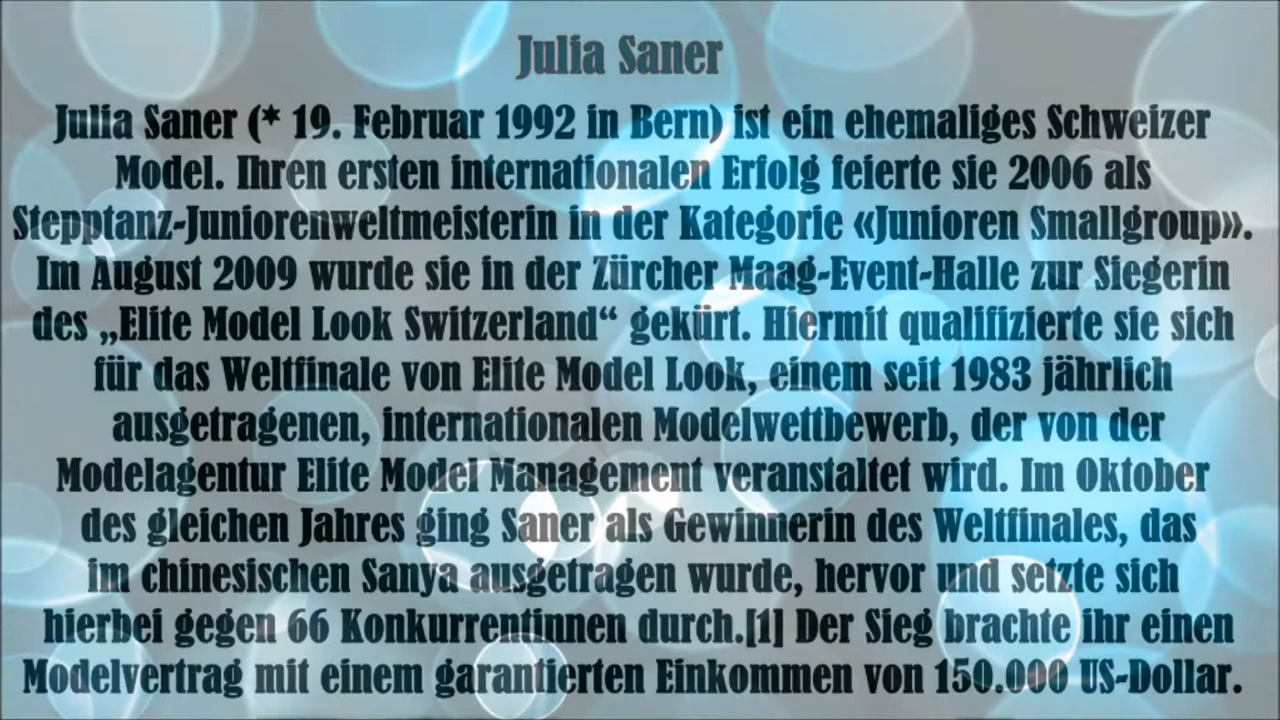 Julia Saner
Julia Saner (* 19. Februar 1992 in Bern) ist ein ehemaliges Schweizer
Model. Ihren ersten internationalen Erfolg feierte sie 2006 als
Stepptanz-Juniorenweltmeisterin in der Kategorie «Junioren Smallgroup».
Im August 2009 wurde sie in der Zürcher Maag-Event-Halle zur Siegerin
des „Elite Model Look Switzerland“ gekürt. Hiermit qualifizierte sie sich
für das Weltfinale von Elite Model Look, einem seit 1983 jährlich
ausgetragenen, internationalen Modelwettbewerb, der von der
Modelagentur Elite Model Management veranstaltet wird. Im Oktober
des gleichen Jahres ging Saner als Gewinnerin des Weltfinales, das
im chinesischen Sanya ausgetragen wurde, hervor und setzte sich
hierbei gegen 66 Konkurrentinnen durch.[1] Der Sieg brachte ihr einen
Modelvertrag mit einem garantierten Einkommen von 150.000 US-Dollar.